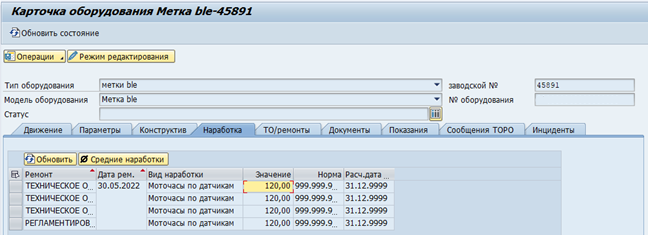 Карточка оборудования Метка ble-45891
Обновить состояние
Операции Режим редактирования
Тип оборудования метки ble заводской № 45891
Модель оборудования Метка ble № оборудования
Статус
Движение Параметры Конструктив Наработка ТО/ремонты Документы Показания Сообщения ТОРО Инциденты
Обновить Средние наработки
Ремонт Дата рем. Вид наработки Значение Норма Расч.дата
ТЕХНИЧЕСКОЕ О... 30.05.2022 Моточасы по датчикам 120,00 999.999.9... 31.12.9999
ТЕХНИЧЕСКОЕ О... Моточасы по датчикам 120,00 999.999.9... 31.12.9999
ТЕХНИЧЕСКОЕ О... Моточасы по датчикам 120,00 999.999.9... 31.12.9999
РЕГЛАМЕНТИРОВ... Моточасы по датчикам 120,00 999.999.9... 31.12.9999